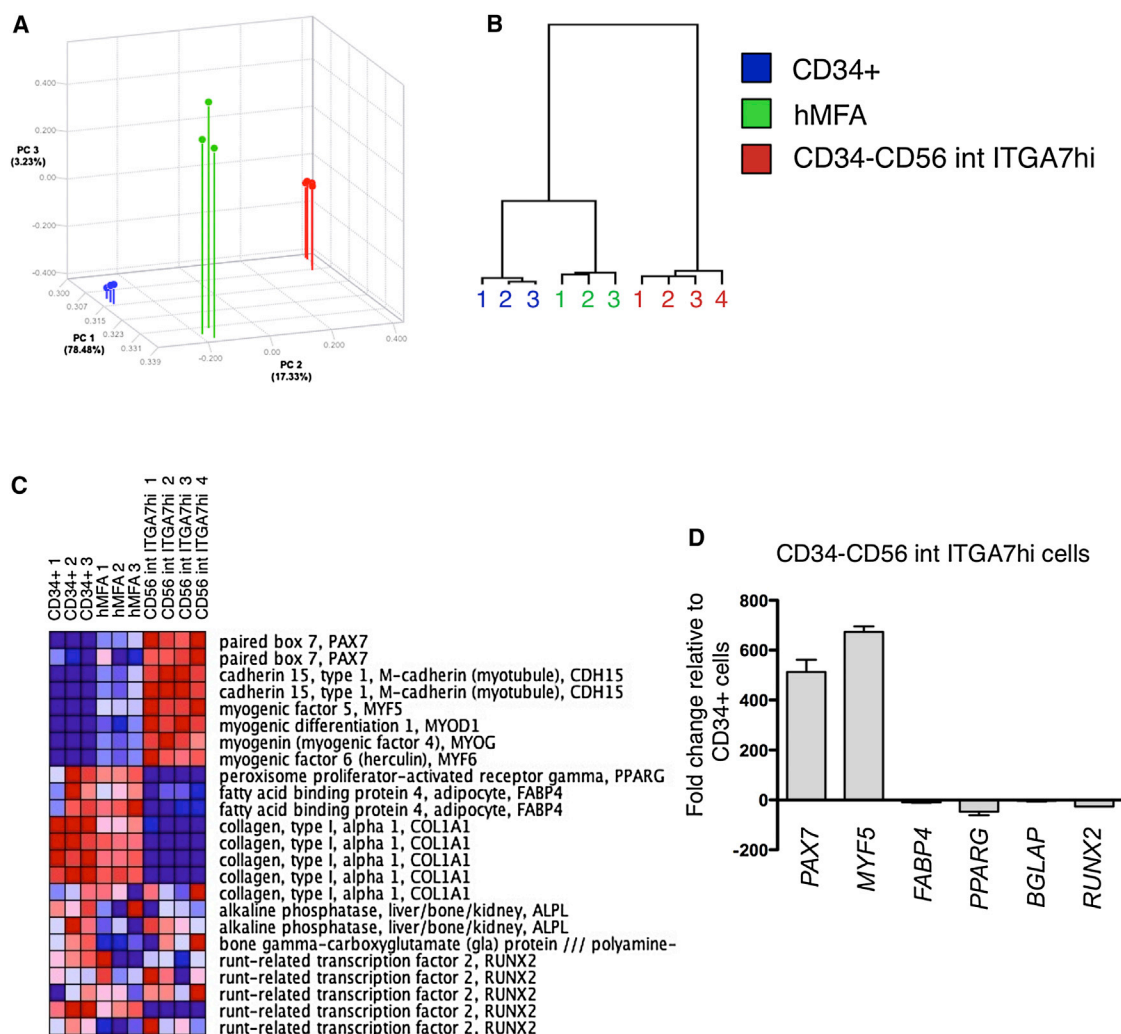 A
0.400
0.200
0.00
-0.200
-0.400
PC 3
(3.23%)
0.300
0.307
0.315
0.323
0.331
0.339
PC 1
(78.48%)
-0.200
0.00
0.200
0.400
PC 2
(17.33%)
B
1 2 3 1 2 3 1 2 3 4
CD34+
hMFA
CD34-CD56 int ITGA7hi
C
CD34+ 1
CD34+ 2
CD34+ 3
hMFA 1
hMFA 2
hMFA 3
CD56 int ITGA7hi 1
CD56 int ITGA7hi 2
CD56 int ITGA7hi 3
CD56 int ITGA7hi 4
paired box 7, PAX7
paired box 7, PAX7
cadherin 15, type 1, M-cadherin (myotubule), CDH15
cadherin 15, type 1, M-cadherin (myotubule), CDH15
myogenic factor 5, MYF5
myogenic differentiation 1, MYOD1
myogenin (myogenic factor 4), MYOG
myogenic factor 6 (herculin), MYF6
peroxisome proliferator-activated receptor gamma, PPARG
fatty acid binding protein 4, adipocyte, FABP4
fatty acid binding protein 4, adipocyte, FABP4
collagen, type I, alpha 1, COL1A1
collagen, type I, alpha 1, COL1A1
collagen, type I, alpha 1, COL1A1
collagen, type I, alpha 1, COL1A1
collagen, type I, alpha 1, COL1A1
alkaline phosphatase, liver/bone/kidney, ALPL
alkaline phosphatase, liver/bone/kidney, ALPL
bone gamma-carboxyglutamate (gla) protein /// polyamine-
runt-related transcription factor 2, RUNX2
runt-related transcription factor 2, RUNX2
runt-related transcription factor 2, RUNX2
runt-related transcription factor 2, RUNX2
runt-related transcription factor 2, RUNX2
D
CD34-CD56 int ITGA7hi cells
Fold change relative to
CD34+ cells
800
600
400
200
0
-200
PAX7
MYF5
FABP4
PPARG
BGLAP
RUNX2